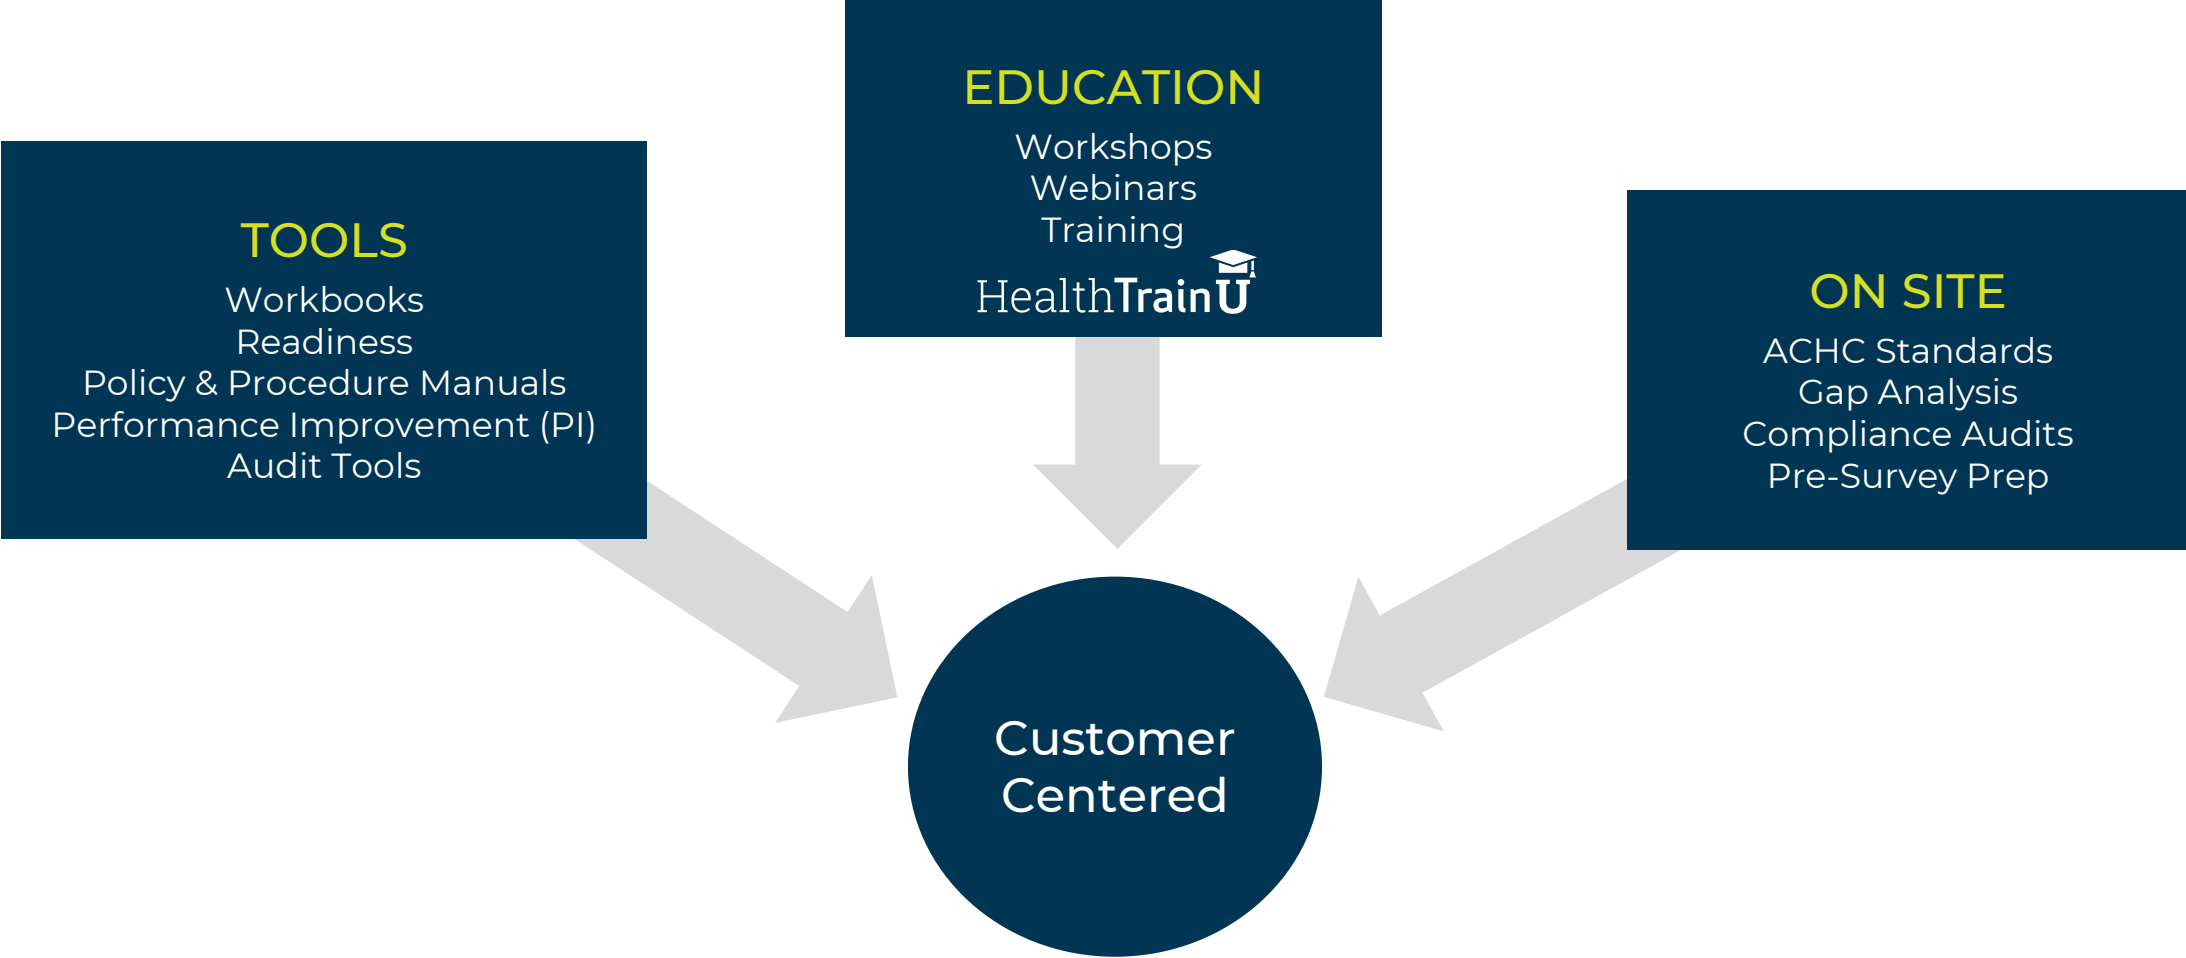 EDUCATION
Workshops
Webinars
Training
HealthTrainU
TOOLS
Workbooks
Readiness
Policy & Procedure Manuals
Performance Improvement (PI)
Audit Tools
ON SITE
ACHC Standards
Gap Analysis
Compliance Audits
Pre-Survey Prep
Customer
Centered